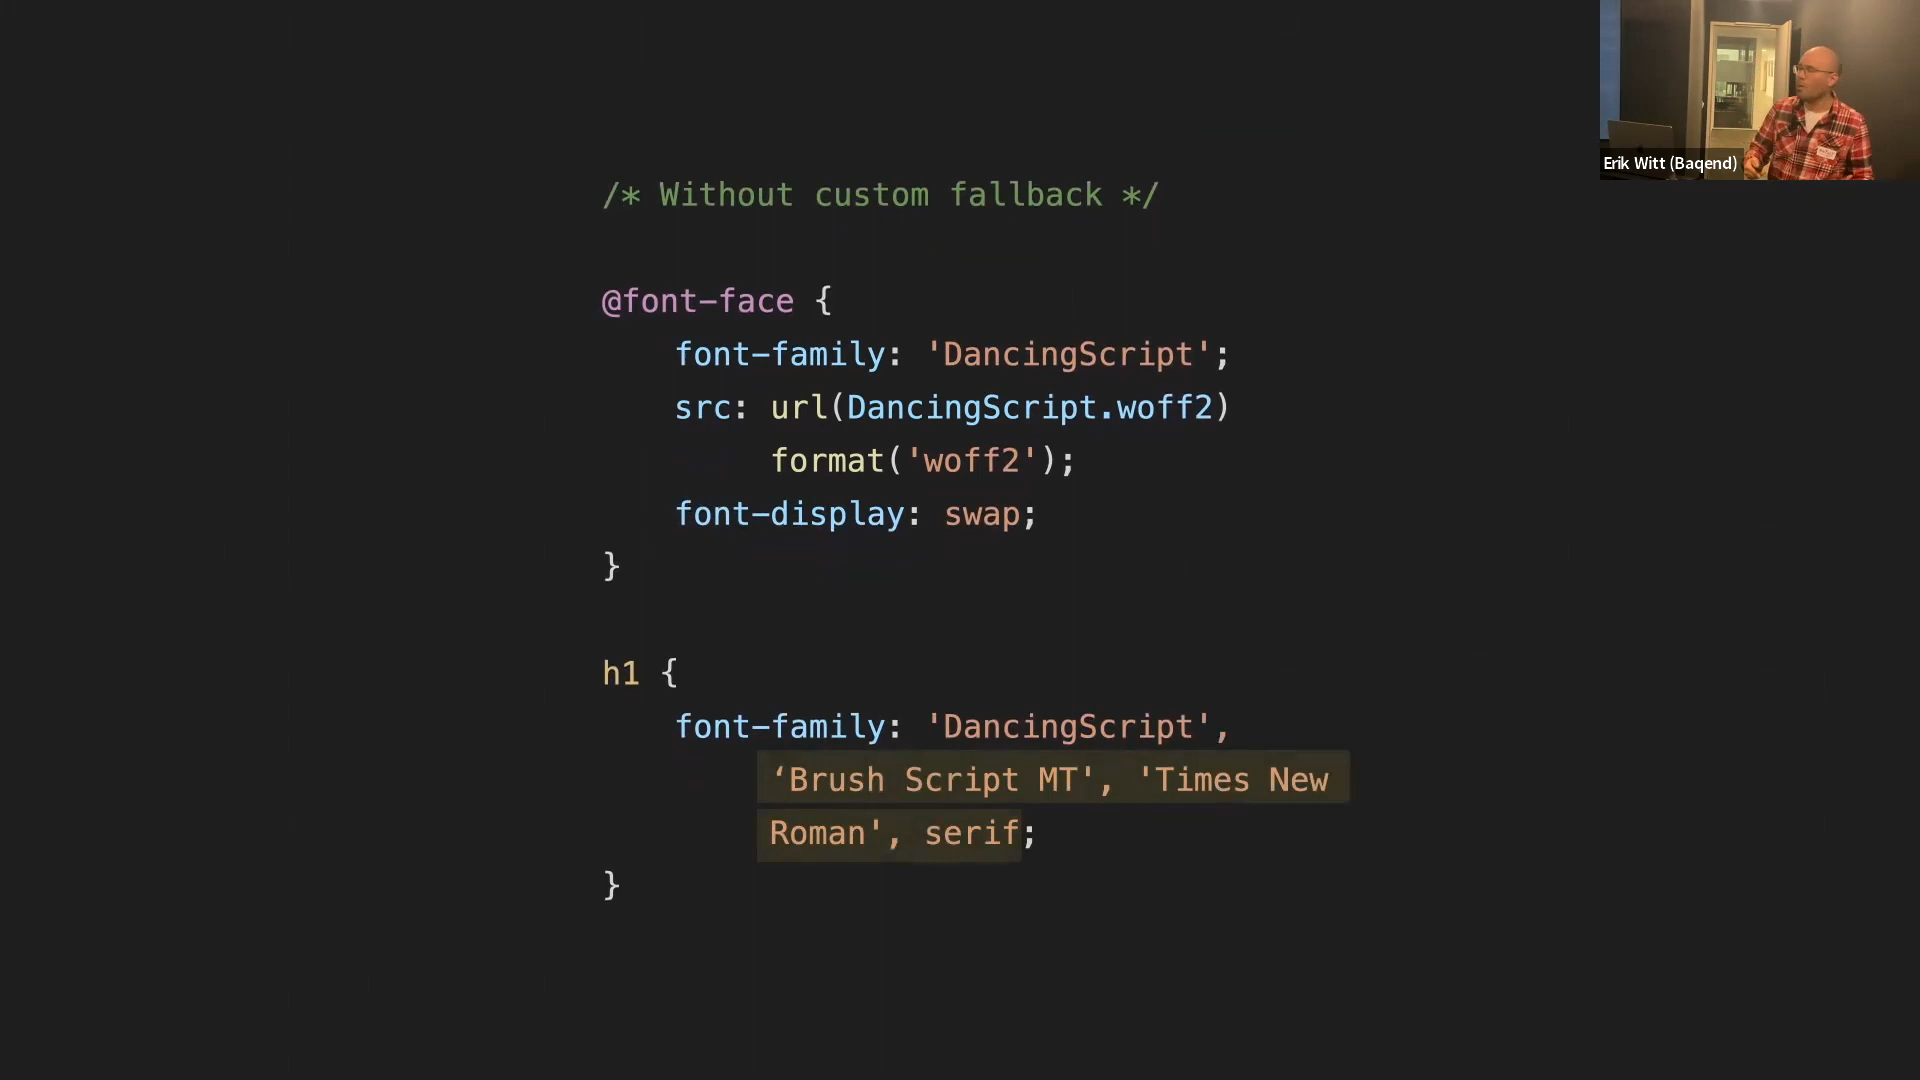 /* Without custom fallback */
@font-face {
font-family: 'DancingScript';
src: url(DancingScript.woff2)
format('woff2');
font-display: swap;
}
h1 {
font-family: 'DancingScript',
‘Brush Script MT', 'Times New
Roman', serif;
}
Erik Witt (Baqend)